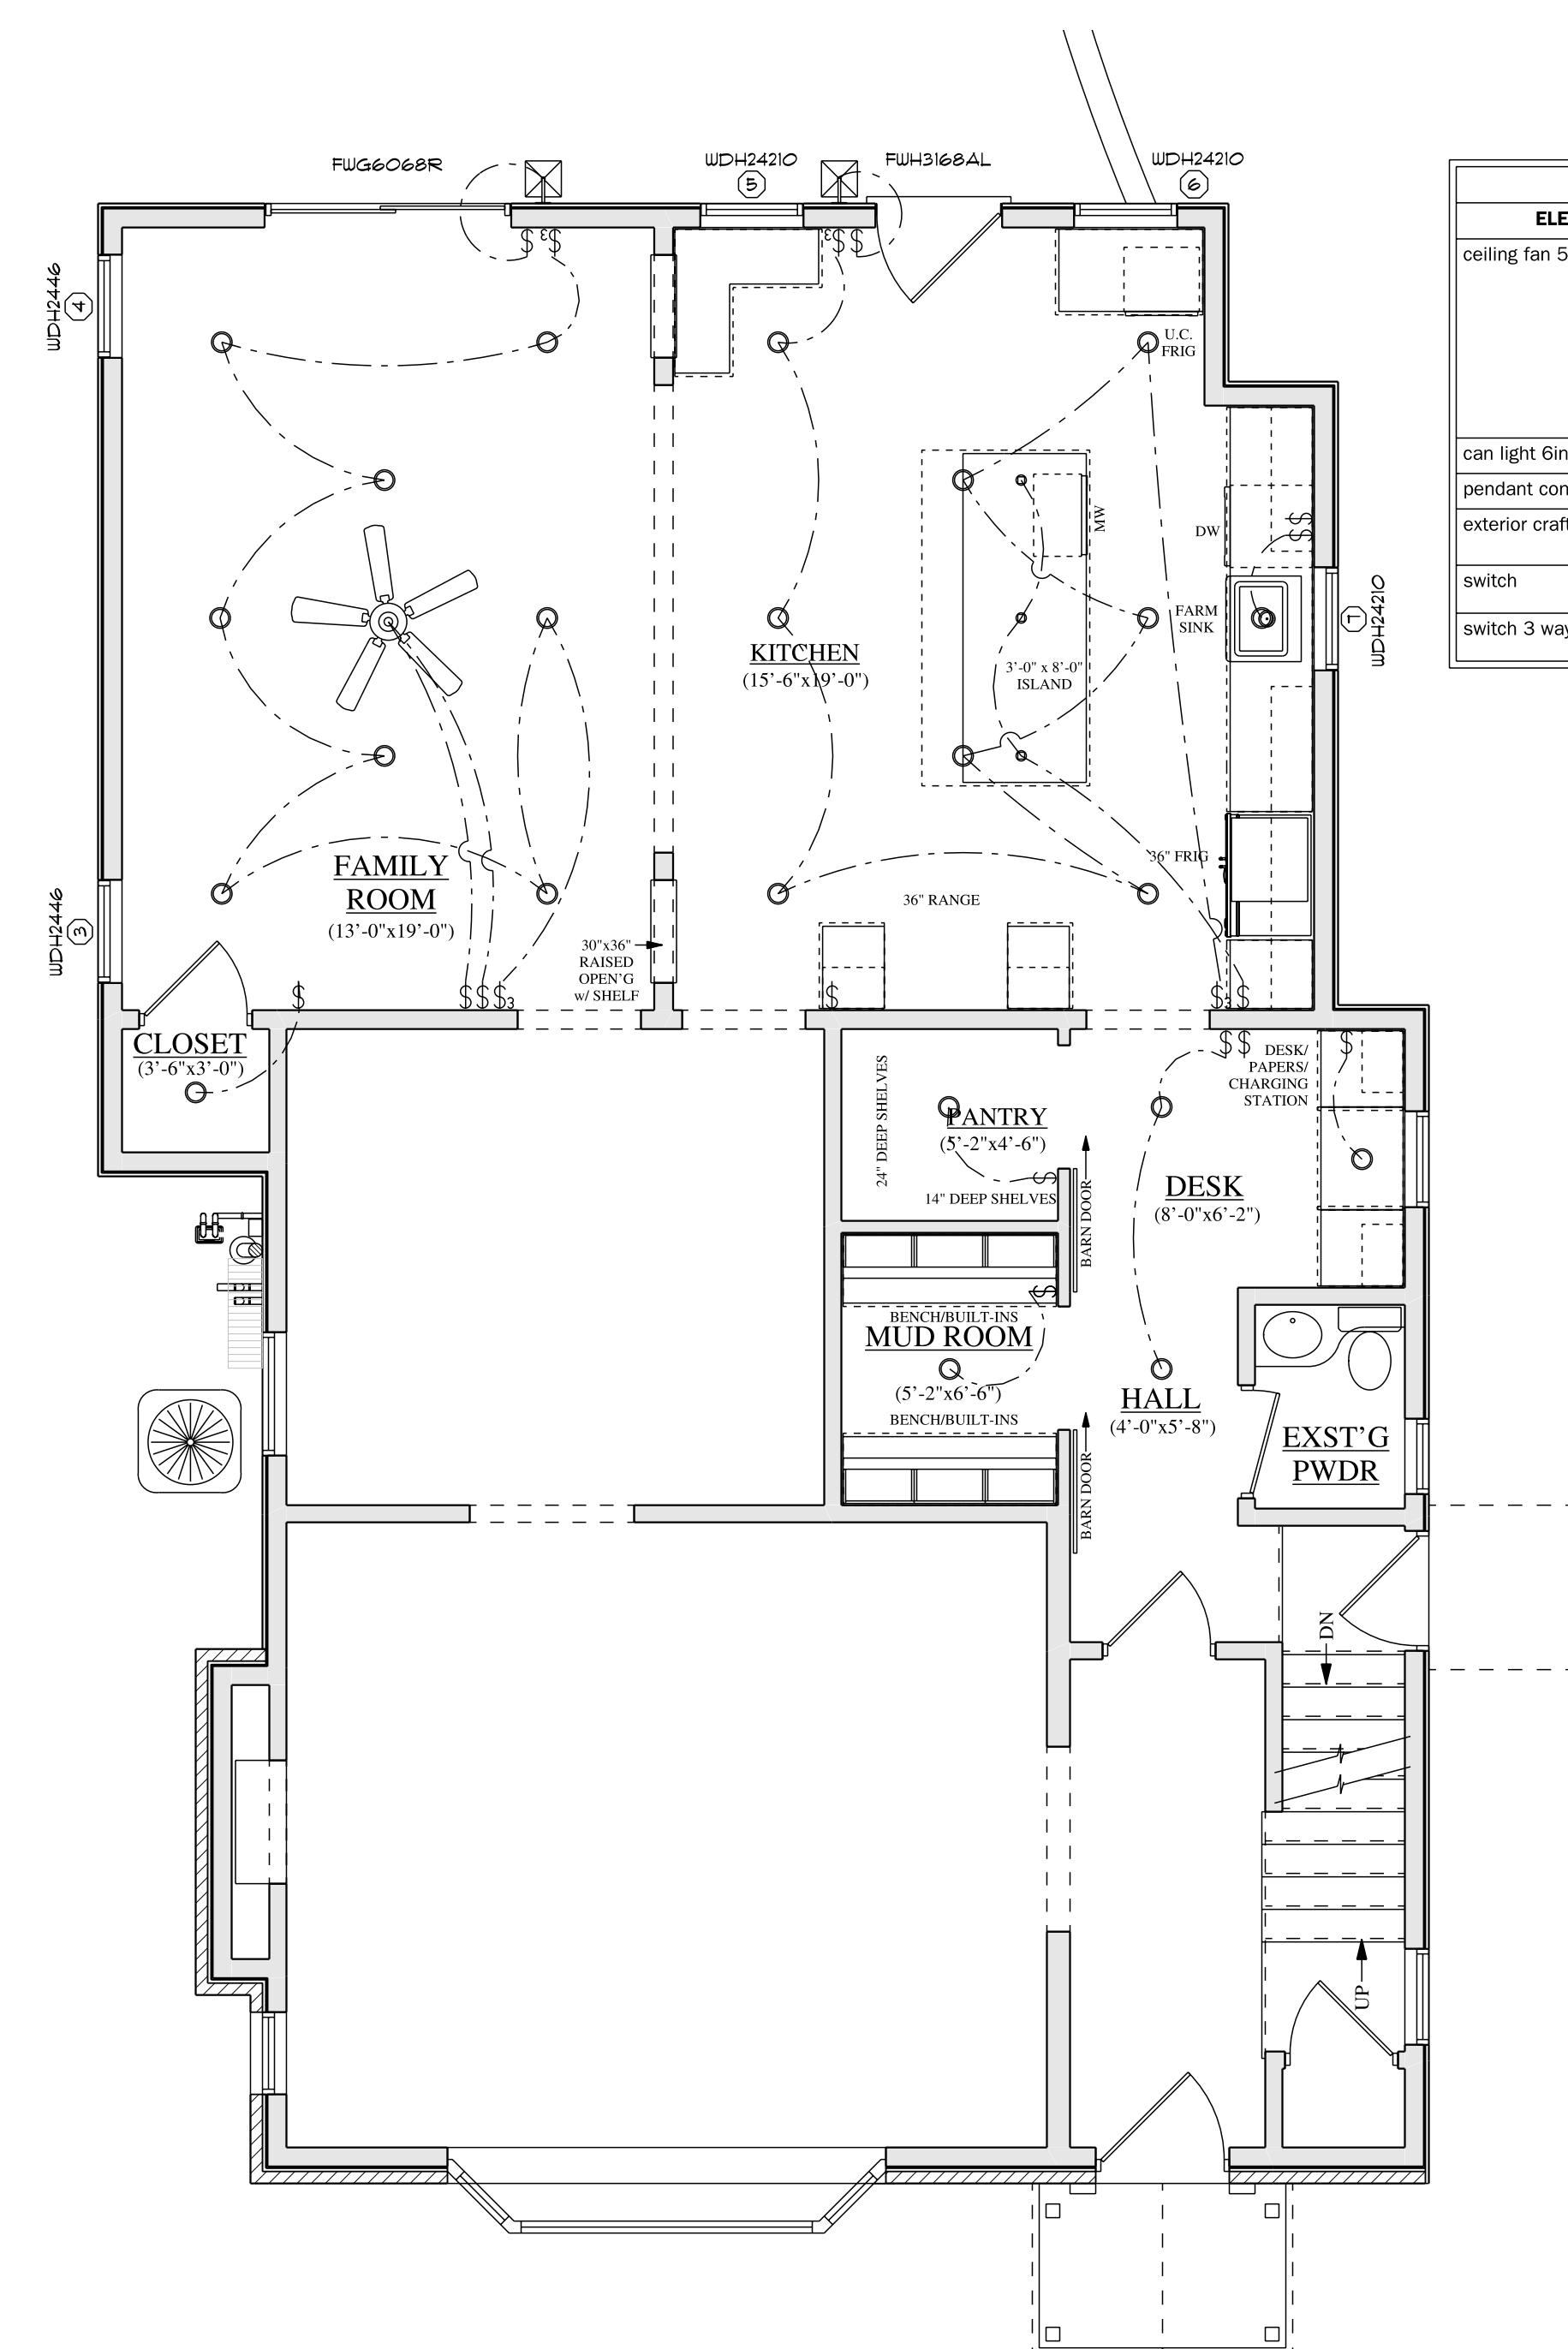 FWG6068R
WDH24210
5
FWH3168AL
WDH24210
6
WDH2446
4
$ $3
$3 $
U.C.
FRIG
MW
DW
FARM
SINK
$
$
7
WDH24210
KITCHEN
(15'-6"x19'-0")
3'-0" x 8'-0"
ISLAND
36" FRIG
36" RANGE
FAMILY
ROOM
(13'-0"x19'-0")
WDH2446
3
30"x36"
RAISED
OPEN'G
w/ SHELF
$
$ $ $3
$
$3 $
CLOSET
(3'-6"x3'-0")
$ $
DESK/
PAPERS/
CHARGING
STATION
$
24" DEEP SHELVES
PANTRY
(5'-2"x4'-6")
$
14" DEEP SHELVES
BARN DOOR
DESK
(8'-0"x6'-2")
$
BENCH/BUILT-INS
MUD ROOM
(5'-2"x6'-6")
BENCH/BUILT-INS
BARN DOOR
HALL
(4'-0"x5'-8")
EXST'G
PWDR
DN
UP
ELE
ceiling fan 5
can light 6in
pendant con
exterior craft
switch
switch 3 way